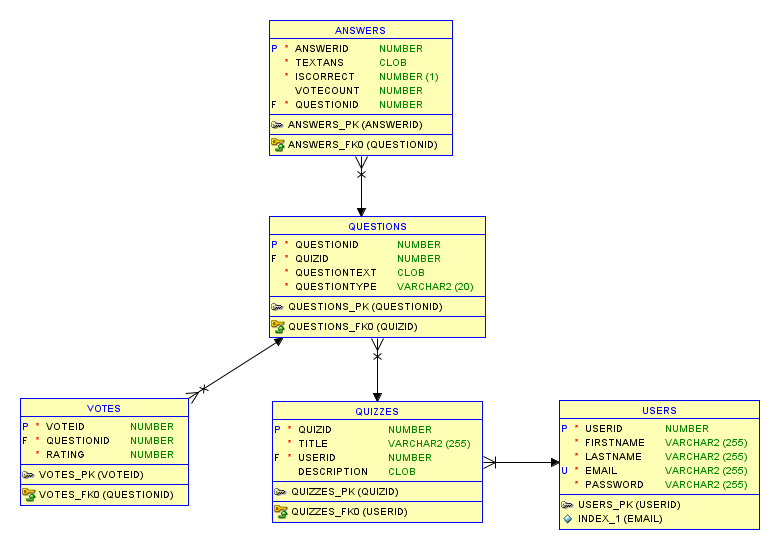 ANSWERS
P * ANSWERID NUMBER
* TEXTANS CLOB
* ISCORRECT NUMBER (1)
VOTECOUNT NUMBER
F * QUESTIONID NUMBER
ANSWERS_PK (ANSWERID)
ANSWERS_FK0 (QUESTIONID)
QUESTIONS
P * QUESTIONID NUMBER
F * QUIZID NUMBER
* QUESTIONTEXT CLOB
* QUESTIONTYPE VARCHAR2 (20)
QUESTIONS_PK (QUESTIONID)
QUESTIONS_FK0 (QUIZID)
VOTES
P * VOTEID NUMBER
F * QUESTIONID NUMBER
* RATING NUMBER
VOTES_PK (VOTEID)
VOTES_FK0 (QUESTIONID)
QUIZZES
P * QUIZID NUMBER
* TITLE VARCHAR2 (255)
F * USERID NUMBER
DESCRIPTION CLOB
QUIZZES_PK (QUIZID)
QUIZZES_FK0 (USERID)
USERS
P * USERID NUMBER
* FIRSTNAME VARCHAR2 (255)
* LASTNAME VARCHAR2 (255)
U * EMAIL VARCHAR2 (255)
* PASSWORD VARCHAR2 (255)
USERS_PK (USERID)
INDEX_1 (EMAIL)